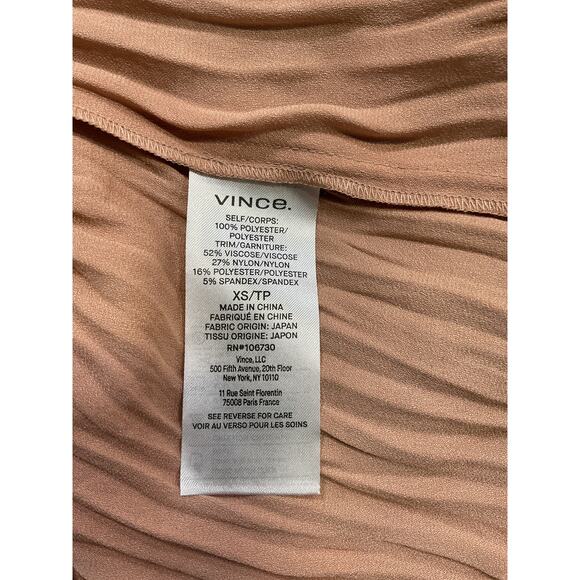 VINCE.
SELF/CORPS:
100% POLYESTER/
POLYESTER
TRIM/GARNITURE:
52% VISCOSE/VISCOSE
27% NYLON/NYLON
16% POLYESTER/POLYESTER
5% SPANDEX/SPANDEX
XS/TP
MADE IN CHINA
FABRIQUÉ EN CHINE
FABRIC ORIGIN: JAPAN
TISSU ORIGINE: JAPON
RN#106730
Vince, LLC
500 Fifth Avenue, 20th Floor
New York, NY 10110
11 Rue Saint Florentin
75008 Paris France
SEE REVERSE FOR CARE
VOIR AU VERSO POUR LES SOINS